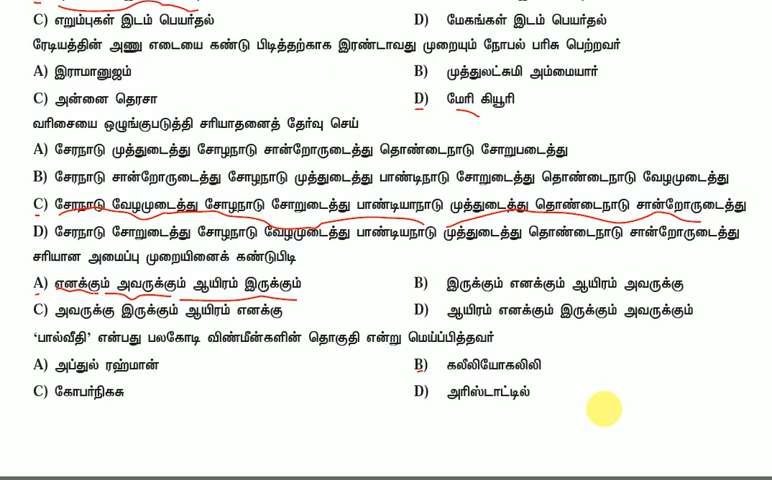 C) எறும்புகள் இடம் பெயர்தல் D) மேகங்கள் இடம் பெயர்தல்
ரேடியத்தின் அணு எடையை கண்டு பிடித்தற்காக இரண்டாவது முறையும் நோபல் பரிசு பெற்றவர்
A) இராமானுஜம் B) முத்துலட்சுமி அம்மையார்
C) அன்னை தெரசா D) மேரி கியூரி
வரிசையை ஒழுங்குபடுத்தி சரியாதனைத் தேர்வு செய்
A) சேரநாடு முத்துடைத்து சோழநாடு சான்றோருடைத்து தொண்டைநாடு சோறுபடைத்து
B) சேரநாடு சான்றோருடைத்து சோழநாடு முத்துடைத்து பாண்டிநாடு சோறுடைத்து தொண்டைநாடு வேழமுடைத்து
C) சேரநாடு வேழமுடைத்து சோழநாடு சோறுடைத்து பாண்டியாநாடு முத்துடைத்து தொண்டைநாடு சான்றோருடைத்து
D) சேரநாடு சோறுடைத்து சோழநாடு வேழமுடைத்து பாண்டியநாடு முத்துடைத்து தொண்டைநாடு சான்றோருடைத்து
சரியான அமைப்பு முறையினைக் கண்டுபிடி
A) எனக்கும் அவருக்கும் ஆயிரம் இருக்கும் B) இருக்கும் எனக்கும் ஆயிரம் அவருக்கு
C) அவருக்கு இருக்கும் ஆயிரம் எனக்கு D) ஆயிரம் எனக்கும் இருக்கும் அவருக்கும்
‘பால்வீதி’ என்பது பலகோடி விண்மீன்களின் தொகுதி என்று மெய்ப்பித்தவர்
A) அப்துல் ரஹ்மான் B) கலீலியோகலிலி
C) கோபர்நிகசு D) அரிஸ்டாட்டில்